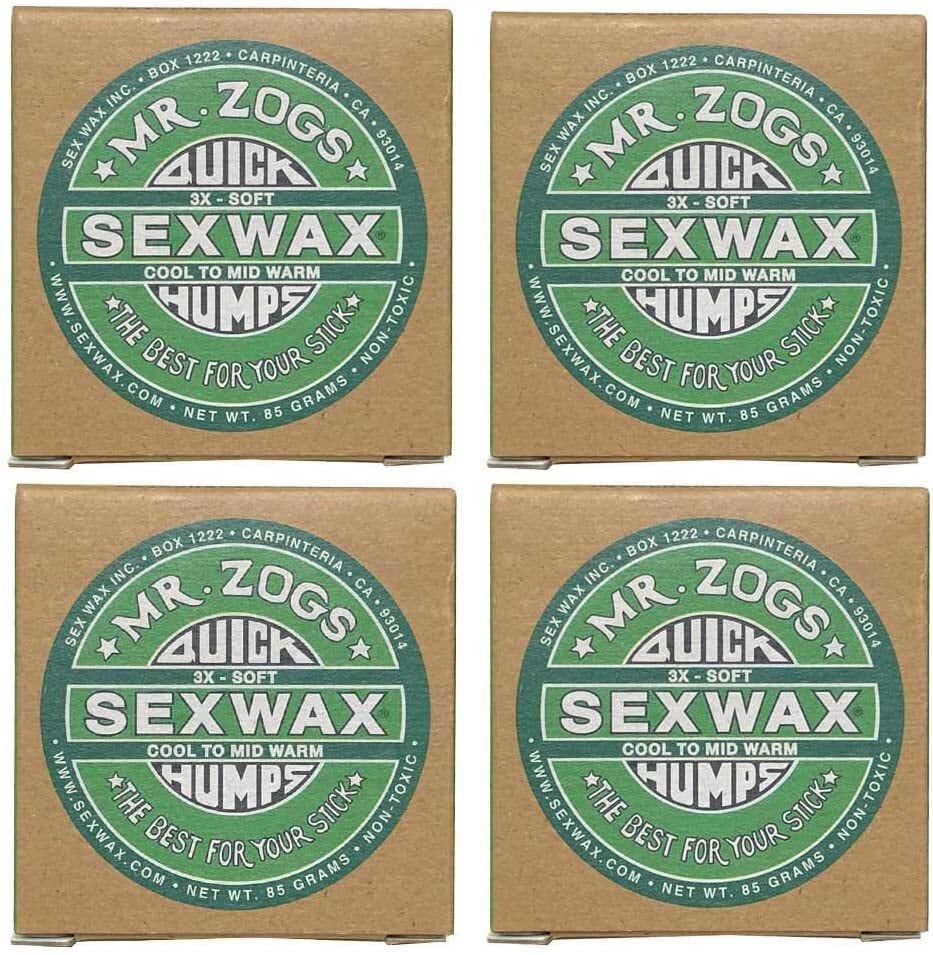 SEX WAX INC. • BOX 1222 • CARPINTERIA • CA • 93014
MR. ZOGS
QUICK
3X - SOFT
SEXWAX®
COOL TO MID WARM
HUMPS
THE BEST FOR YOUR STICK
• WWW.SEXWAX.COM • NET WT. 85 GRAMS • NON-TOXIC •
SEX WAX INC. • BOX 1222 • CARPINTERIA • CA • 93014
MR. ZOGS
QUICK
3X - SOFT
SEXWAX®
COOL TO MID WARM
HUMPS
THE BEST FOR YOUR STICK
• WWW.SEXWAX.COM • NET WT. 85 GRAMS • NON-TOXIC •
SEX WAX INC. • BOX 1222 • CARPINTERIA • CA • 93014
MR. ZOGS
QUICK
3X - SOFT
SEXWAX®
COOL TO MID WARM
HUMPS
THE BEST FOR YOUR STICK
• WWW.SEXWAX.COM • NET WT. 85 GRAMS • NON-TOXIC •
SEX WAX INC. • BOX 1222 • CARPINTERIA • CA • 93014
MR. ZOGS
QUICK
3X - SOFT
SEXWAX®
COOL TO MID WARM
HUMPS
THE BEST FOR YOUR STICK
• WWW.SEXWAX.COM • NET WT. 85 GRAMS • NON-TOXIC •